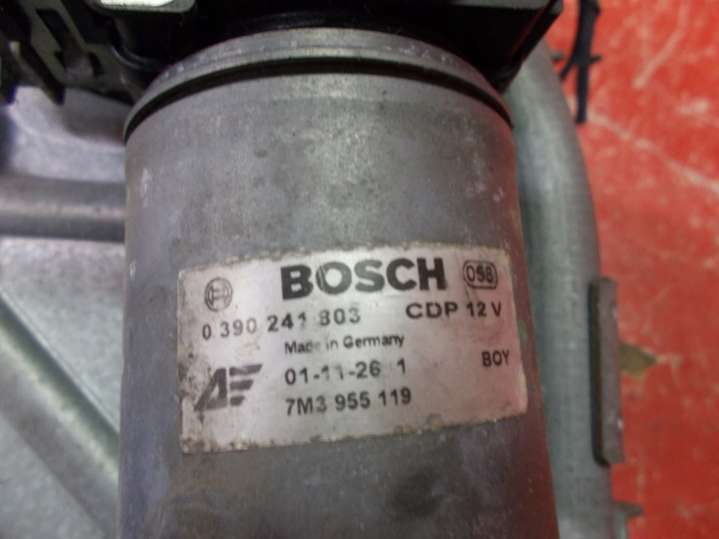 BOSCH 058
0 390 241 803 CDP 12 V
Made in Germany
01-11-26 1 BOY
7M3 955 119